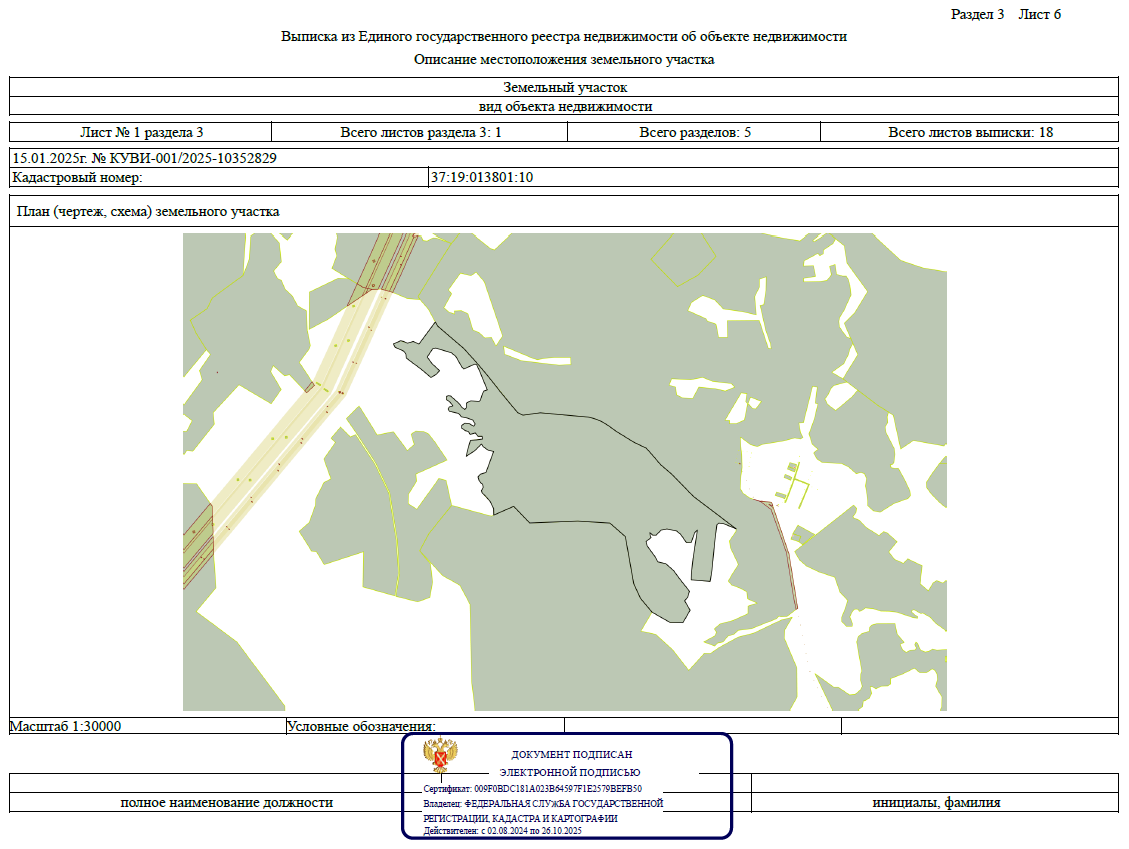 Раздел 3 Лист 6
Выписка из Единого государственного реестра недвижимости об объекте недвижимости
Описание местоположения земельного участка
Земельный участок
вид объекта недвижимости
Лист № 1 раздела 3 Всего листов раздела 3: 1 Всего разделов: 5 Всего листов выписки: 18
15.01.2025г. № КУВИ-001/2025-10352829
Кадастровый номер: 37:19:013801:10
План (чертеж, схема) земельного участка
Масштаб 1:30000 Условные обозначения:
ДОКУМЕНТ ПОДПИСАН
ЭЛЕКТРОННОЙ ПОДПИСЬЮ
Сертификат: 009F0BDC181A023B64597F1E2579BEFB50
Владелец: ФЕДЕРАЛЬНАЯ СЛУЖБА ГОСУДАРСТВЕННОЙ
РЕГИСТРАЦИИ, КАДАСТРА И КАРТОГРАФИИ
Действителен: с 02.08.2024 по 26.10.2025
полное наименование должности инициалы, фамилия